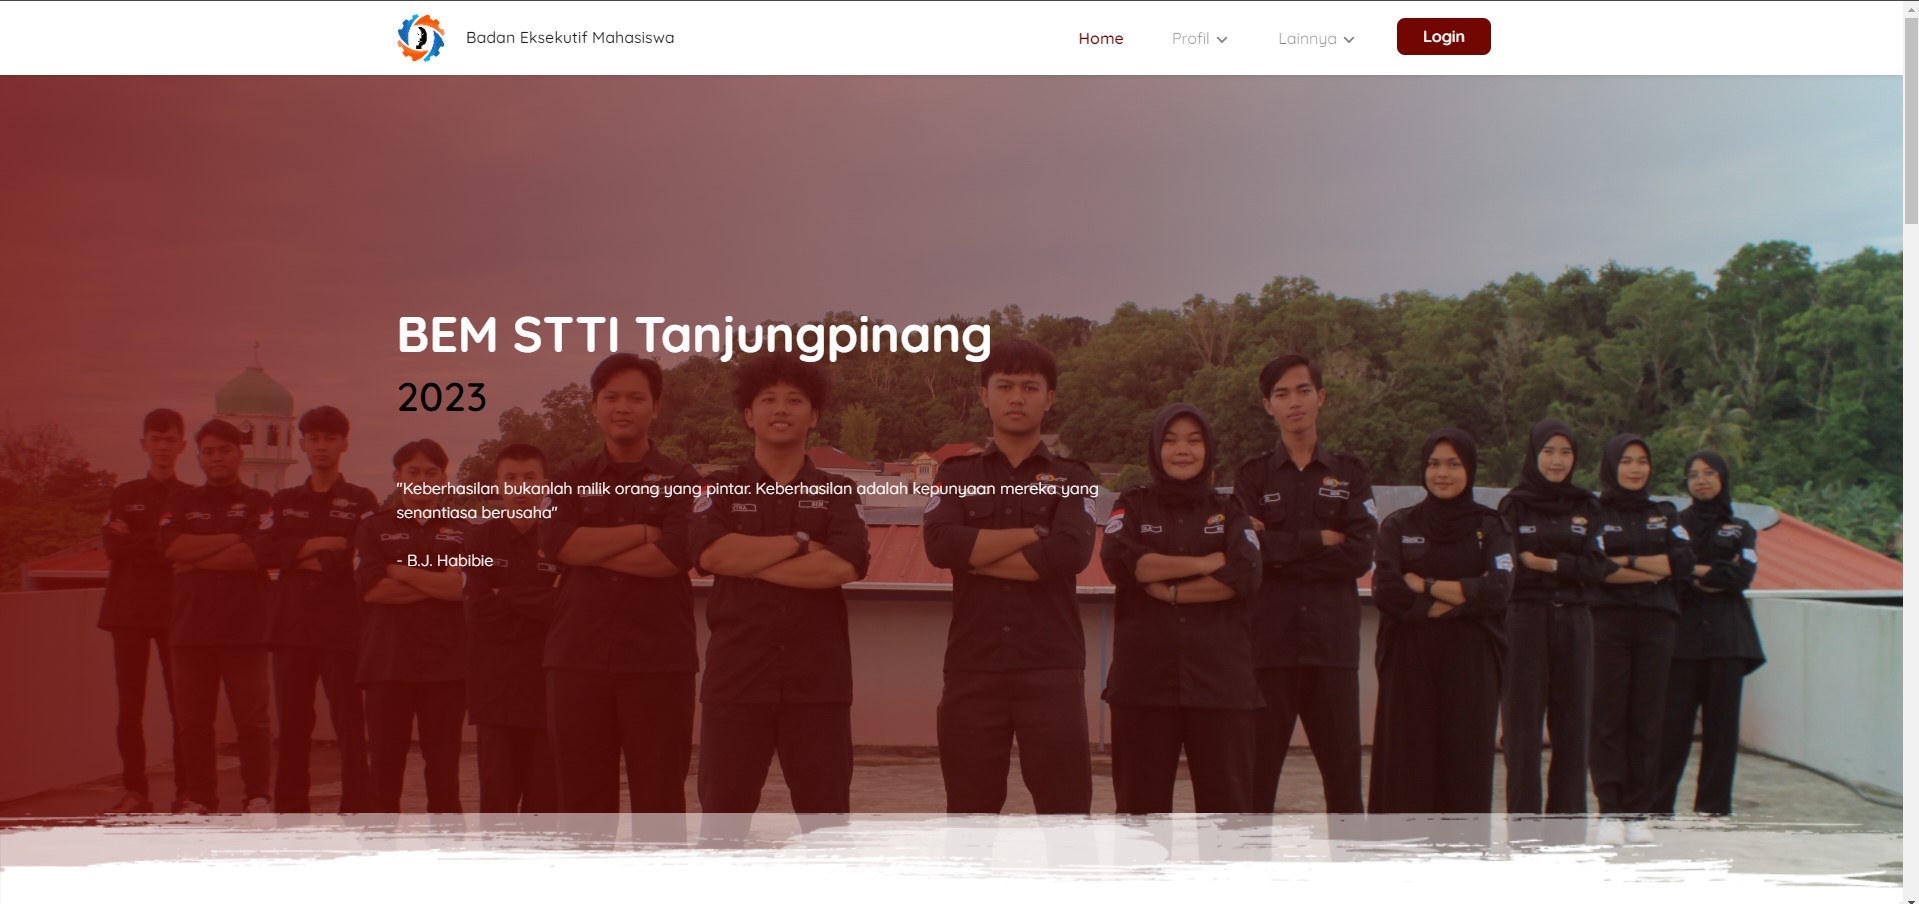 Badan Eksekutif Mahasiswa
Home
Profil
Lainnya
Login
BEM STTI Tanjungpinang
2023
"Keberhasilan bukanlah milik orang yang pintar. Keberhasilan adalah kepunyaan mereka yang
senantiasa berusaha"
- B.J. Habibie